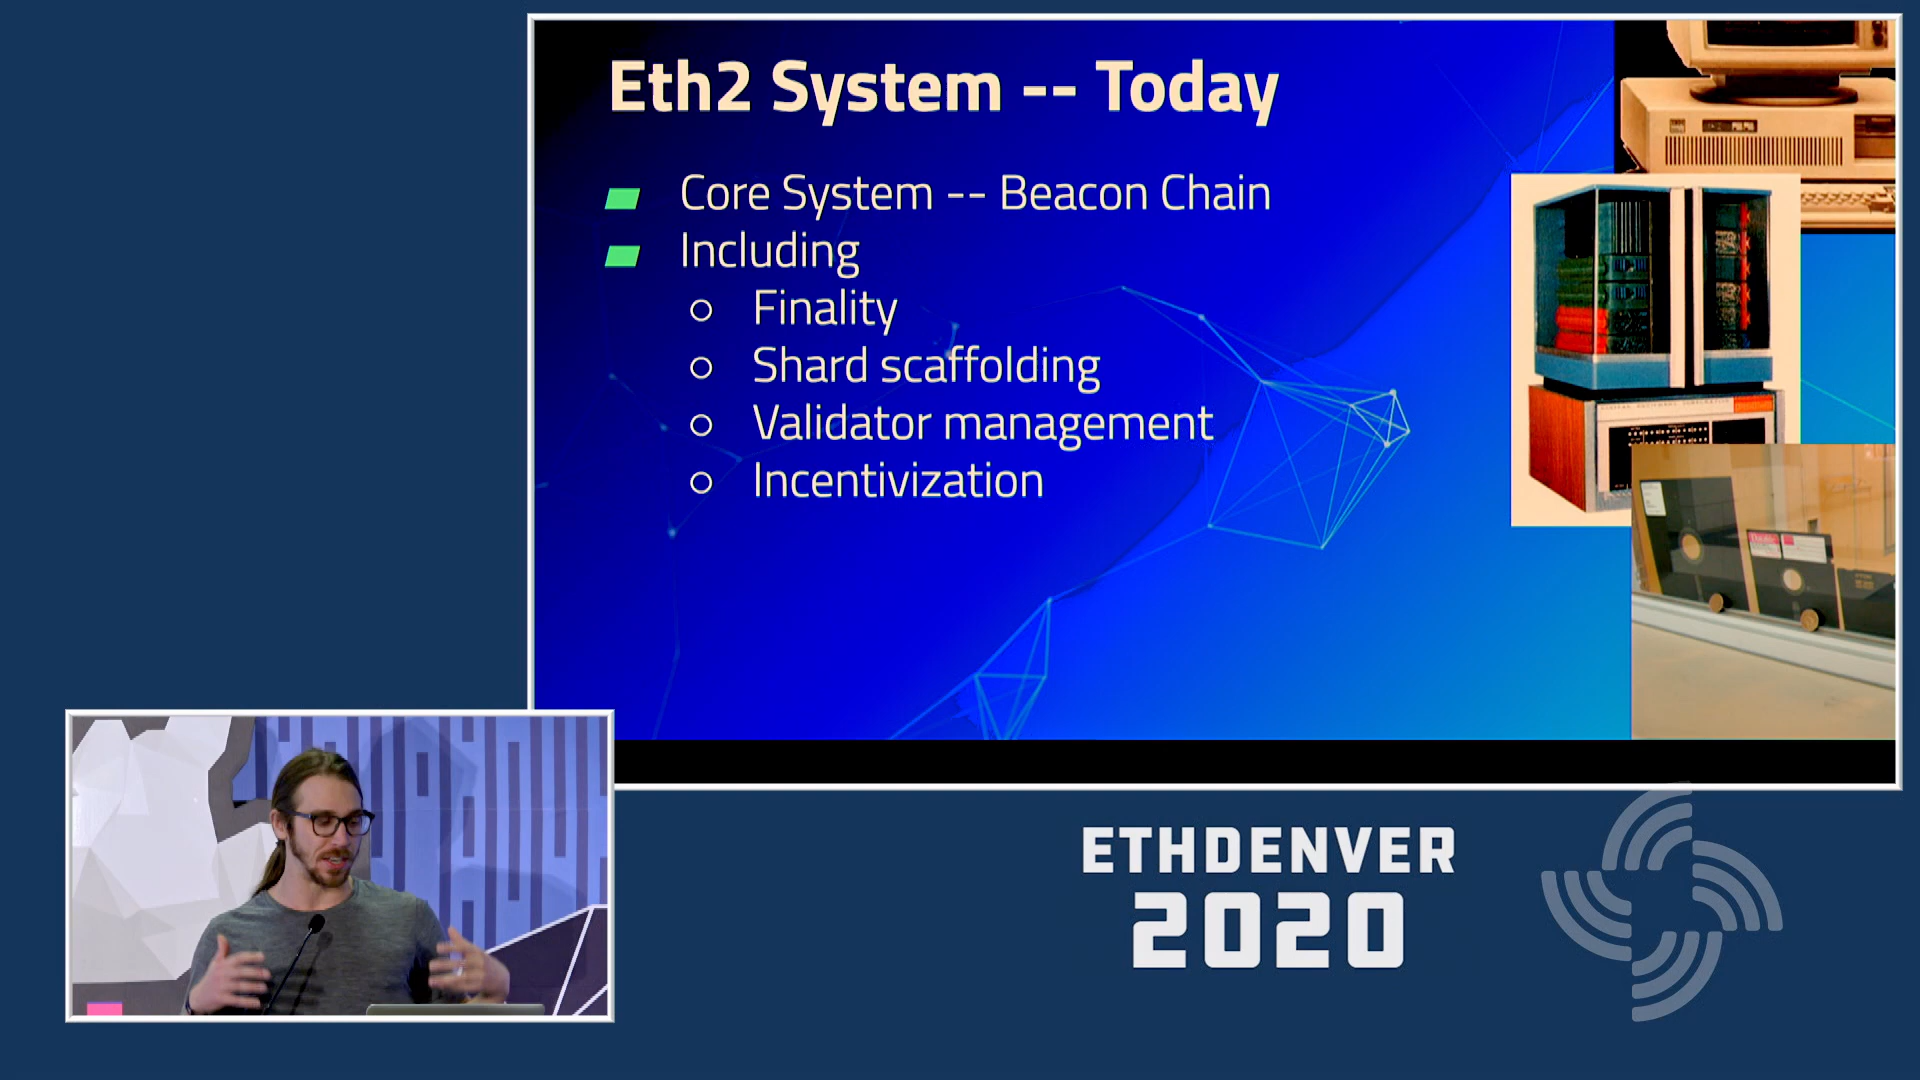 Eth2 System -- Today
Core System -- Beacon Chain
Including
Finality
Shard scaffolding
Validator management
Incentivization
ETHDENVER
2020